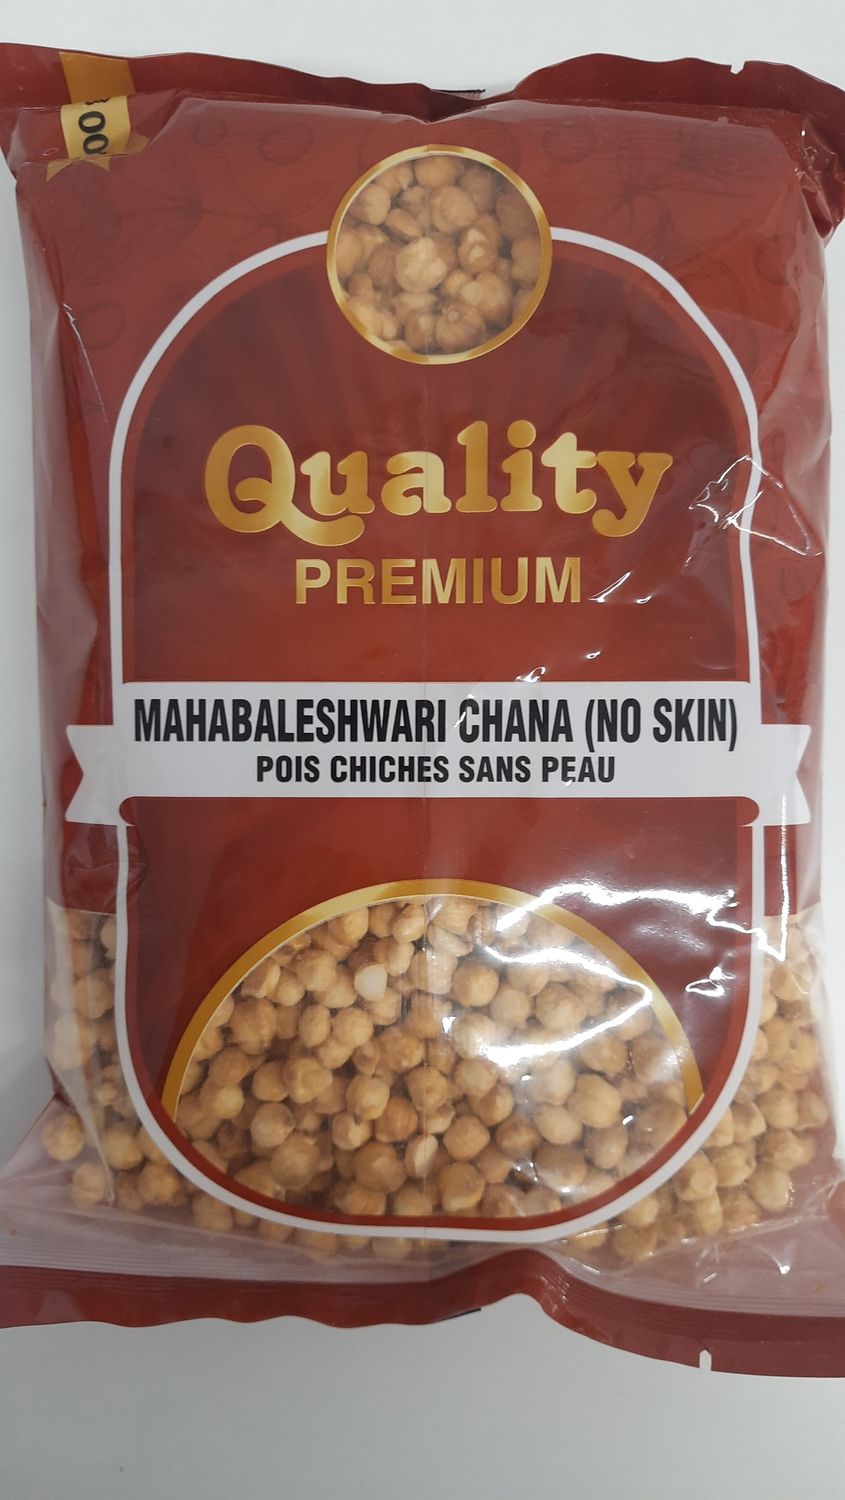 Quality
PREMIUM
MAHABALESHWARI CHANA (NO SKIN)
POIS CHICHES SANS PEAU